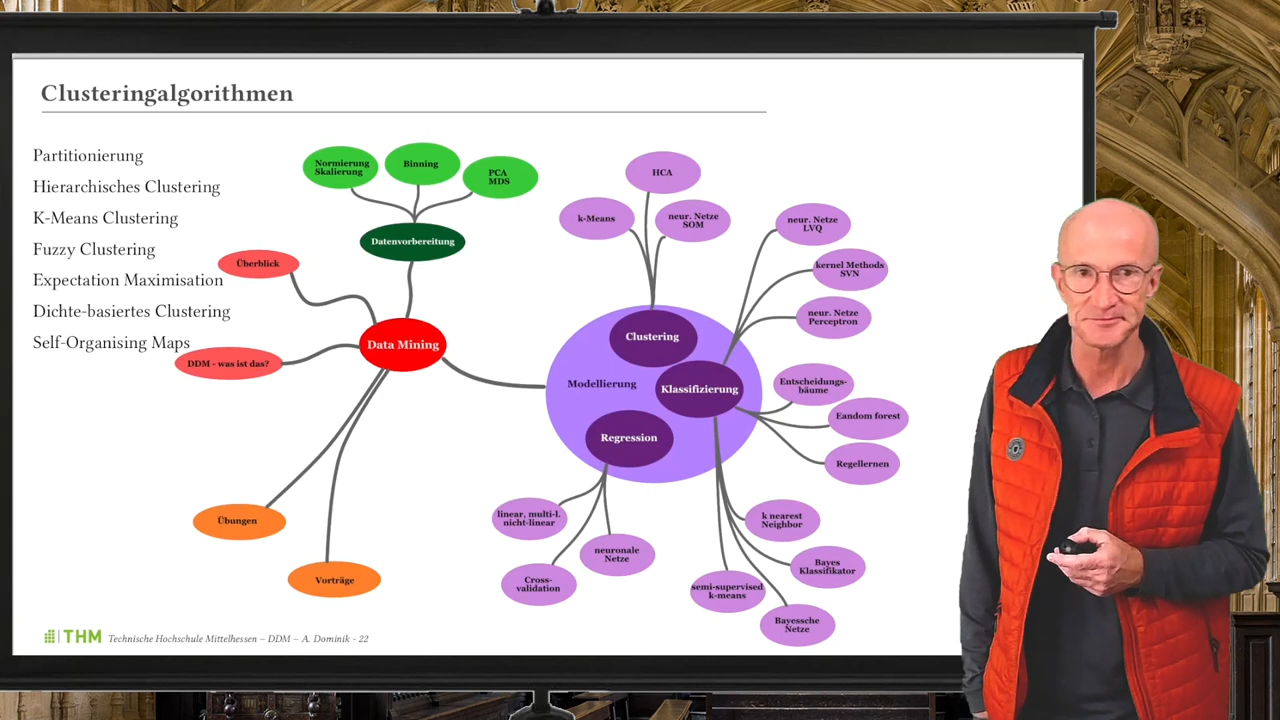 Clusteringalgorithmen
Partitionierung
Hierarchisches Clustering
K-Means Clustering
Fuzzy Clustering
Expectation Maximisation
Dichte-basiertes Clustering
Self-Organising Maps
Normierung
Skalierung
Binning
PCA
MDS
Datenvorbereitung
Überblick
DDM - was ist das?
Data Mining
Übungen
Vorträge
HCA
k-Means
neur. Netze
SOM
Clustering
Modellierung
Klassifizierung
Regression
neur. Netze
LVQ
kernel Methods
SVN
neur. Netze
Perceptron
Entscheidungs-
bäume
Eandom forest
Regellernen
k nearest
Neighbor
Bayes
Klassifikator
semi-supervised
k-means
Bayessche
Netze
linear, multi-l.
nicht-linear
neuronale
Netze
Cross-
validation
THM Technische Hochschule Mittelhessen – DDM – A. Dominik - 22